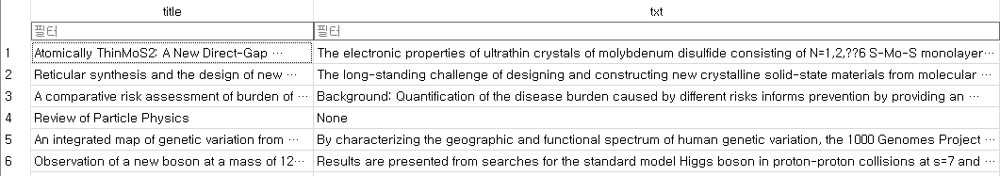 title txt
필터 필터
1 Atomically ThinMoS2: A New Direct-Gap ⋯ The electronic properties of ultrathin crystals of molybdenum disulfide consisting of N=1,2,??6 S-Mo-S monolayer⋯
2 Reticular synthesis and the design of new ⋯ The long-standing challenge of designing and constructing new crystalline solid-state materials from molecular ⋯
3 A comparative risk assessment of burden of ⋯ Background: Quantification of the disease burden caused by different risks informs prevention by providing an ⋯
4 Review of Particle Physics None
5 An integrated map of genetic variation from ⋯ By characterizing the geographic and functional spectrum of human genetic variation, the 1000 Genomes Project ⋯
6 Observation of a new boson at a mass of 12⋯ Results are presented from searches for the standard model Higgs boson in proton-proton collisions at s=7 and ⋯